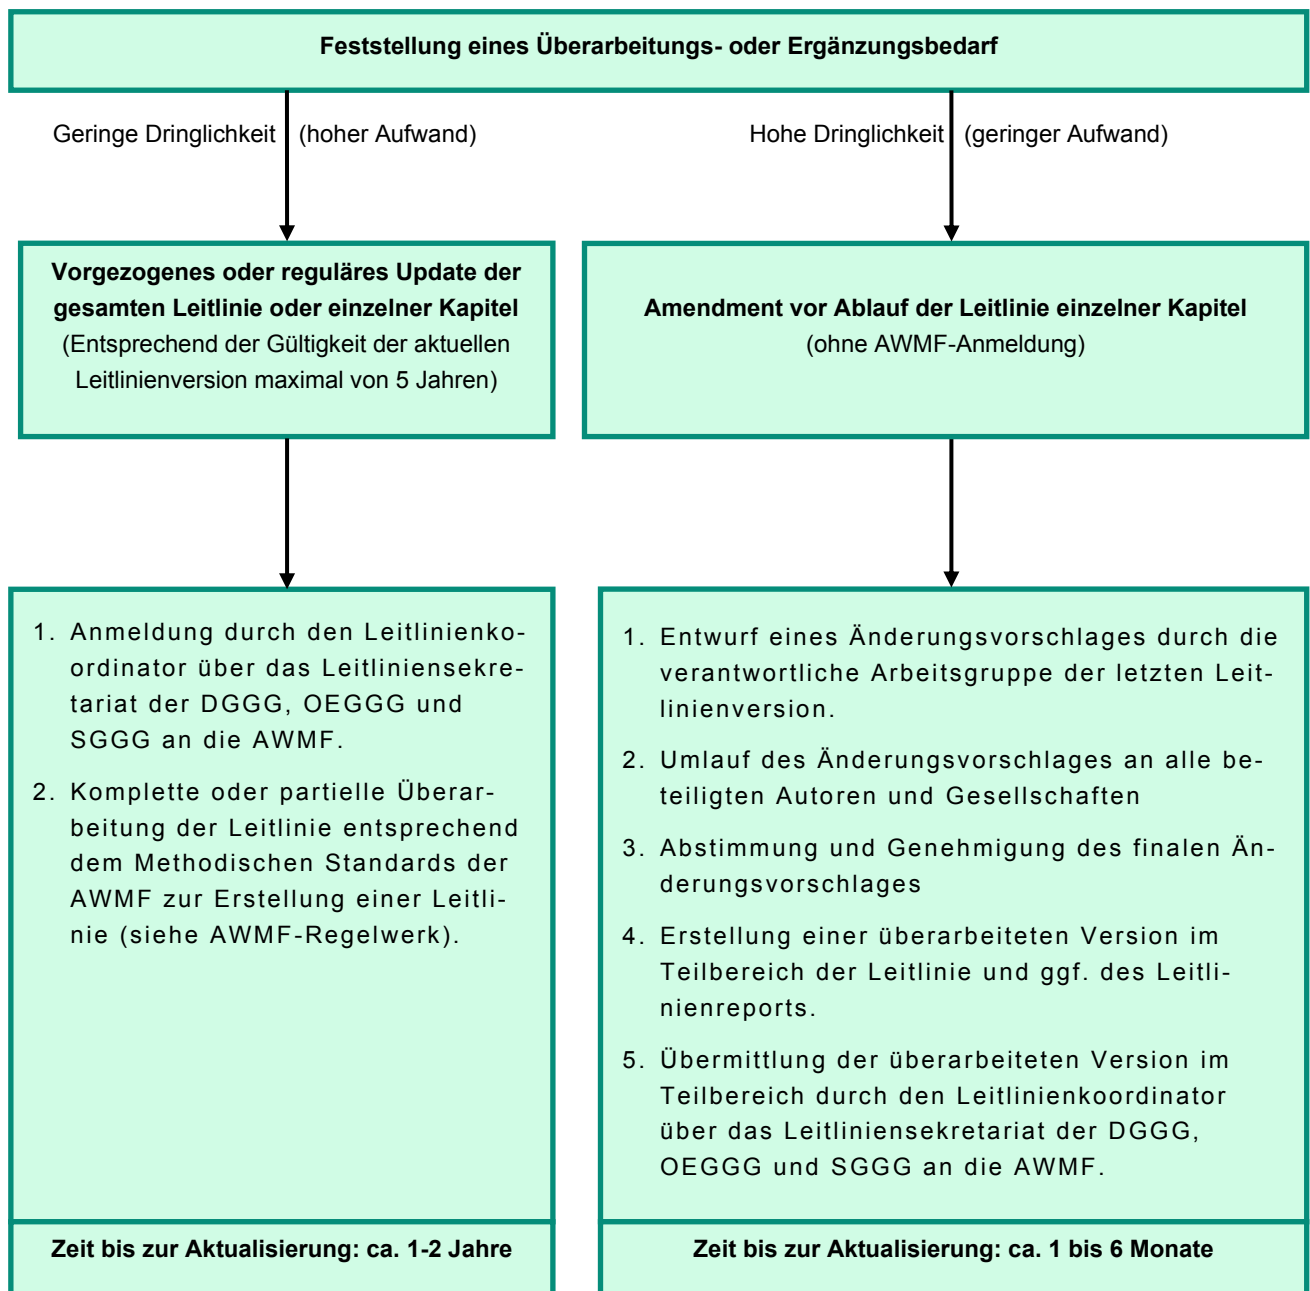 Feststellung eines Überarbeitungs- oder Ergänzungsbedarf
Geringe Dringlichkeit (hoher Aufwand)
Hohe Dringlichkeit (geringer Aufwand)
Vorgezogenes oder reguläres Update der
gesamten Leitlinie oder einzelner Kapitel
(Entsprechend der Gültigkeit der aktuellen
Leitlinienversion maximal von 5 Jahren)
Amendment vor Ablauf der Leitlinie einzelner Kapitel
(ohne AWMF-Anmeldung)
1. Anmeldung durch den Leitlinienko-
ordinator über das Leitliniensekre-
tariat der DGGG, OEGGG und
SGGG an die AWMF.
2. Komplette oder partielle Überar-
beitung der Leitlinie entsprechend
dem Methodischen Standards der
AWMF zur Erstellung einer Leitli-
nie (siehe AWMF-Regelwerk).
Zeit bis zur Aktualisierung: ca. 1-2 Jahre
1. Entwurf eines Änderungsvorschlages durch die
verantwortliche Arbeitsgruppe der letzten Leit-
linienversion.
2. Umlauf des Änderungsvorschlages an alle be-
teiligten Autoren und Gesellschaften
3. Abstimmung und Genehmigung des finalen Än-
derungsvorschlages
4. Erstellung einer überarbeiteten Version im
Teilbereich der Leitlinie und ggf. des Leitli-
nienreports.
5. Übermittlung der überarbeiteten Version im
Teilbereich durch den Leitlinienkoordinator
über das Leitliniensekretariat der DGGG,
OEGGG und SGGG an die AWMF.
Zeit bis zur Aktualisierung: ca. 1 bis 6 Monate